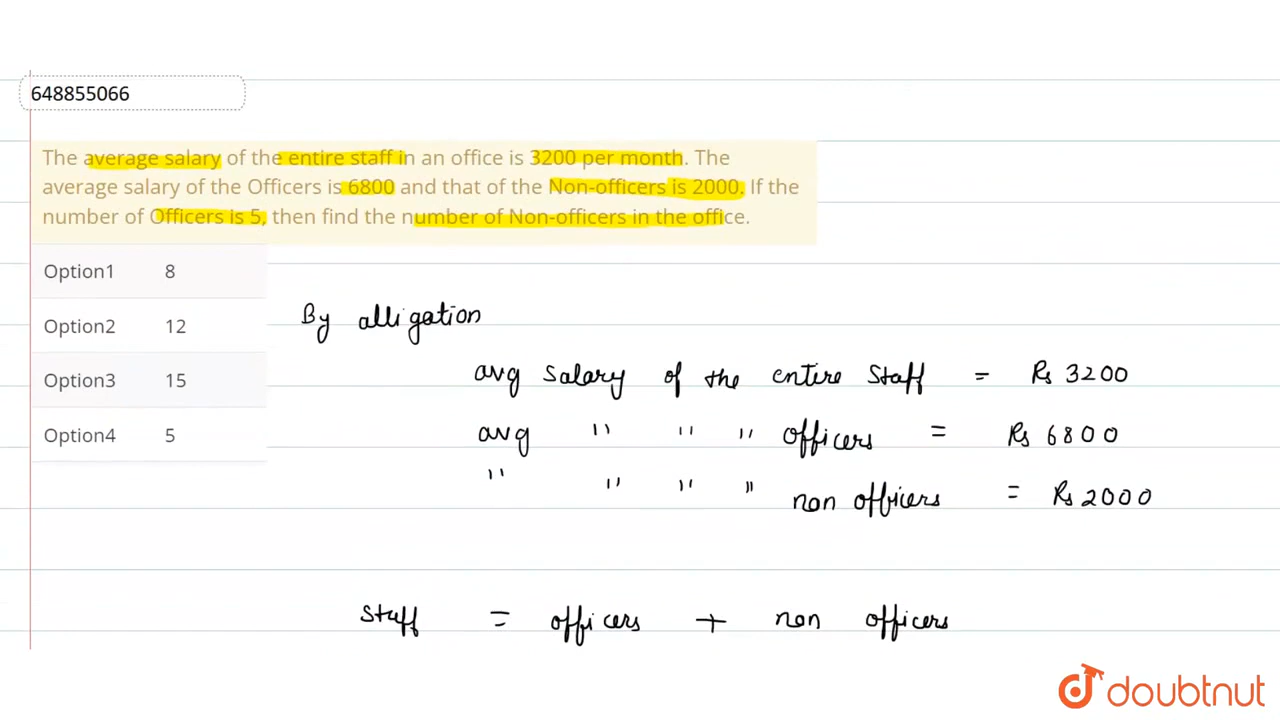 648855066
The average salary of the entire staff in an office is 3200 per month. The
average salary of the Officers is 6800 and that of the Non-officers is 2000. If the
number of Officers is 5, then find the number of Non-officers in the office.
Option1 8
Option2 12
Option3 15
Option4 5
By alligation
avg salary of the entire staff = Rs 3200
avg " " " officers = Rs 6800
" " " " non officers = Rs 2000
staff = officers + non officers
doubtnut